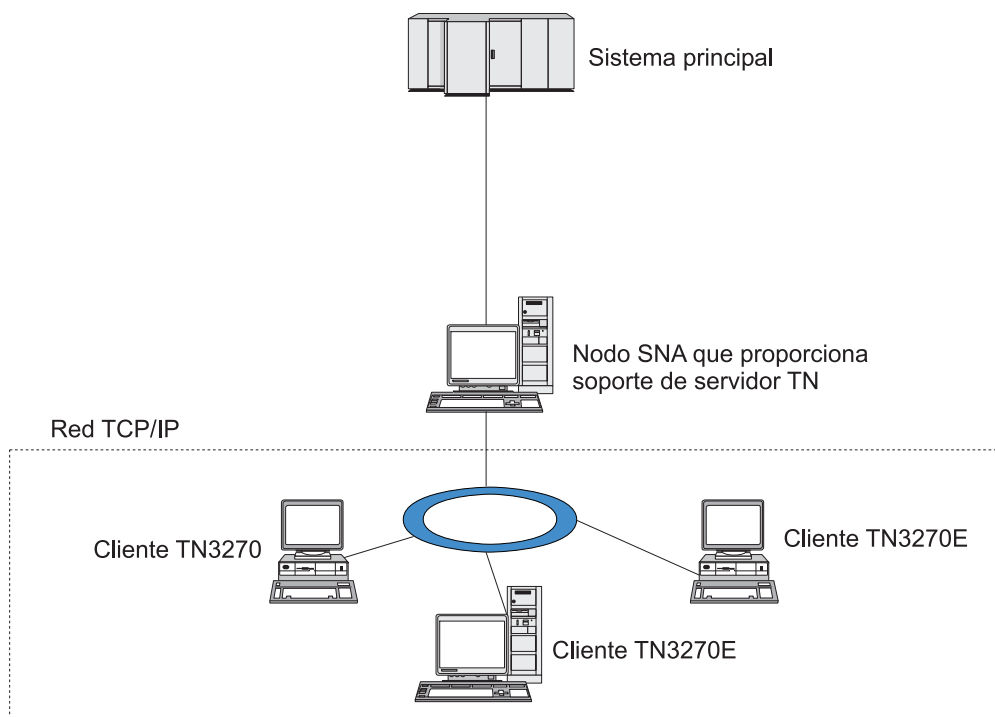 Sistema principal
Nodo SNA que proporciona
soporte de servidor TN
Red TCP/IP
Cliente TN3270
Cliente TN3270E
Cliente TN3270E